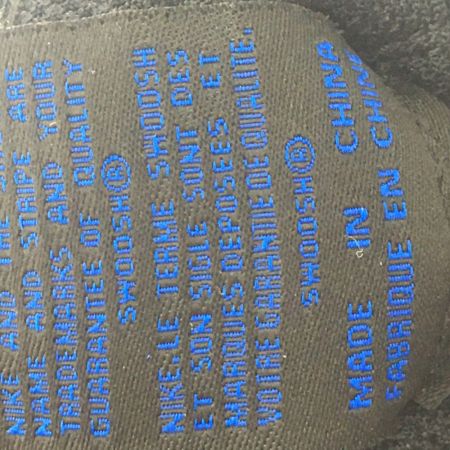 NIKE AND THE
NAME AND STRIPE ARE
TRADEMARKS AND YOUR
GUARANTEE OF QUALITY
SWOOSH®
NIKE·LE TERME SWOOSH
ET SON SIGLE SONT DES
MARQUES DEPOSEES ET
VOTRE GARANTIE DE QUALITE.
SWOOSH®
MADE IN CHINA
FABRIQUE EN CHINE